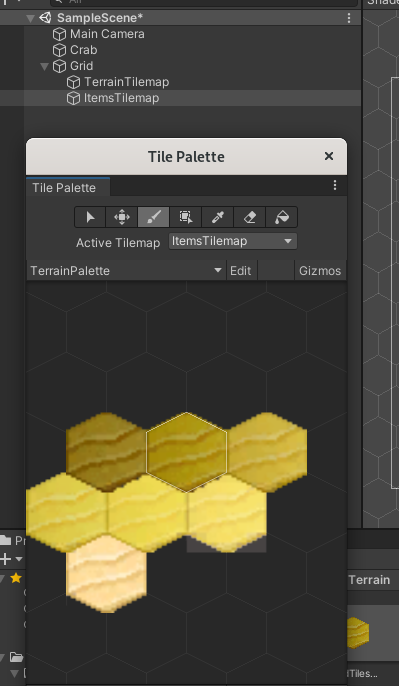 All
Shade
SampleScene*
Main Camera
Crab
Grid
TerrainTilemap
ItemsTilemap
Tile Palette
Tile Palette
Active Tilemap ItemsTilemap
TerrainPalette Edit Gizmos
Pr
Terrain
Tiles...